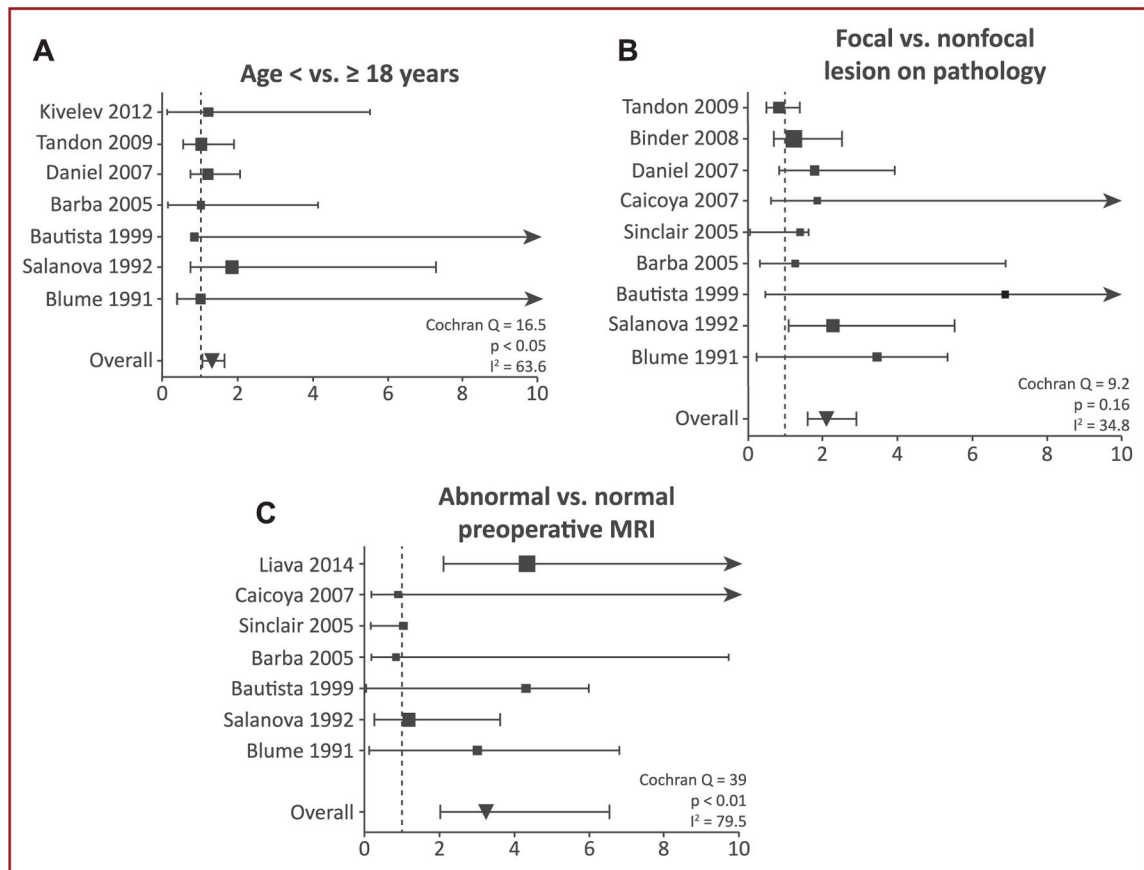 A
Age < vs. ≥ 18 years
Kivelev 2012
Tandon 2009
Daniel 2007
Barba 2005
Bautista 1999
Salanova 1992
Blume 1991
Overall
Cochran Q = 16.5
p < 0.05
I² = 63.6
0 2 4 6 8 10
B
Focal vs. nonfocal
lesion on pathology
Tandon 2009
Binder 2008
Daniel 2007
Caicoya 2007
Sinclair 2005
Barba 2005
Bautista 1999
Salanova 1992
Blume 1991
Overall
Cochran Q = 9.2
p = 0.16
I² = 34.8
0 2 4 6 8 10
C
Abnormal vs. normal
preoperative MRI
Liava 2014
Caicoya 2007
Sinclair 2005
Barba 2005
Bautista 1999
Salanova 1992
Blume 1991
Overall
Cochran Q = 39
p < 0.01
I² = 79.5
0 2 4 6 8 10